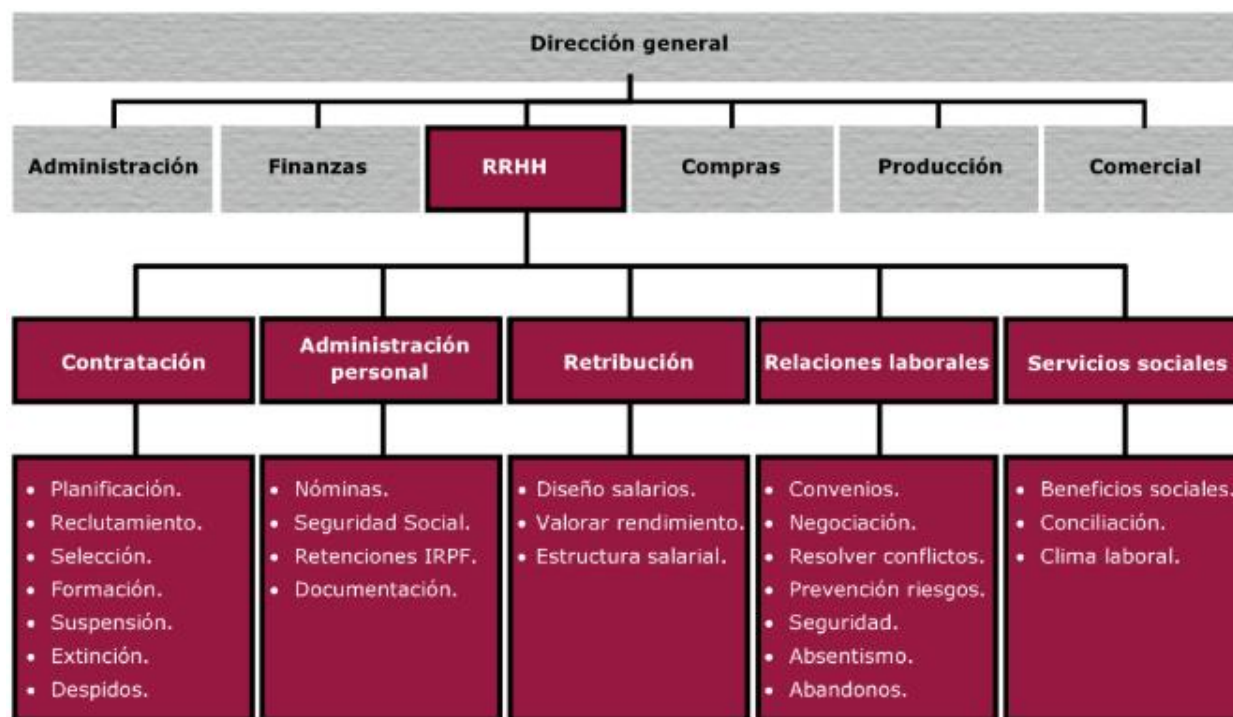 Dirección general
Administración
Finanzas
RRHH
Compras
Producción
Comercial
Contratación
Administración
personal
Retribución
Relaciones laborales
Servicios sociales
• Planificación.
• Reclutamiento.
• Selección.
• Formación.
• Suspensión.
• Extinción.
• Despidos.
• Nóminas.
• Seguridad Social.
• Retenciones IRPF.
• Documentación.
• Diseño salarios.
• Valorar rendimiento.
• Estructura salarial.
• Convenios.
• Negociación.
• Resolver conflictos.
• Prevención riesgos.
• Seguridad.
• Absentismo.
• Abandonos.
• Beneficios sociales.
• Conciliación.
• Clima laboral.